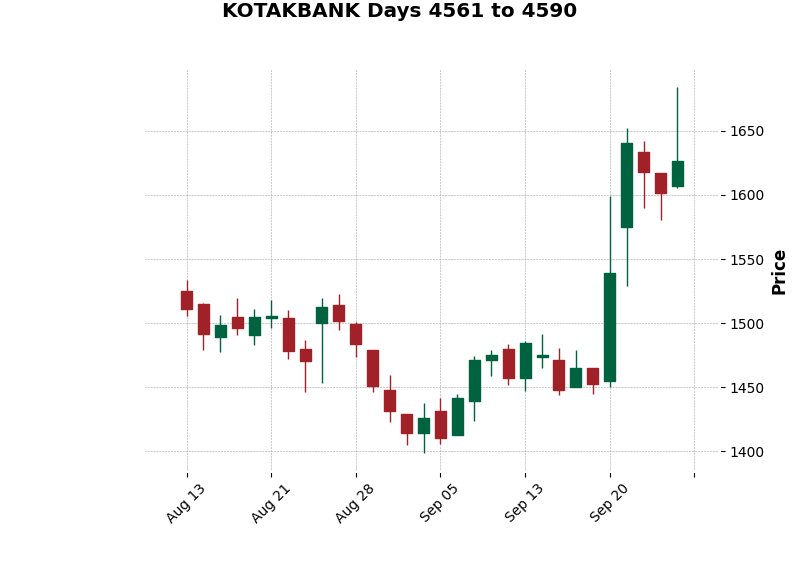 KOTAKBANK Days 4561 to 4590
1650
1600
1550
1500
1450
1400
Price
Aug 13
Aug 21
Aug 28
Sep 05
Sep 13
Sep 20